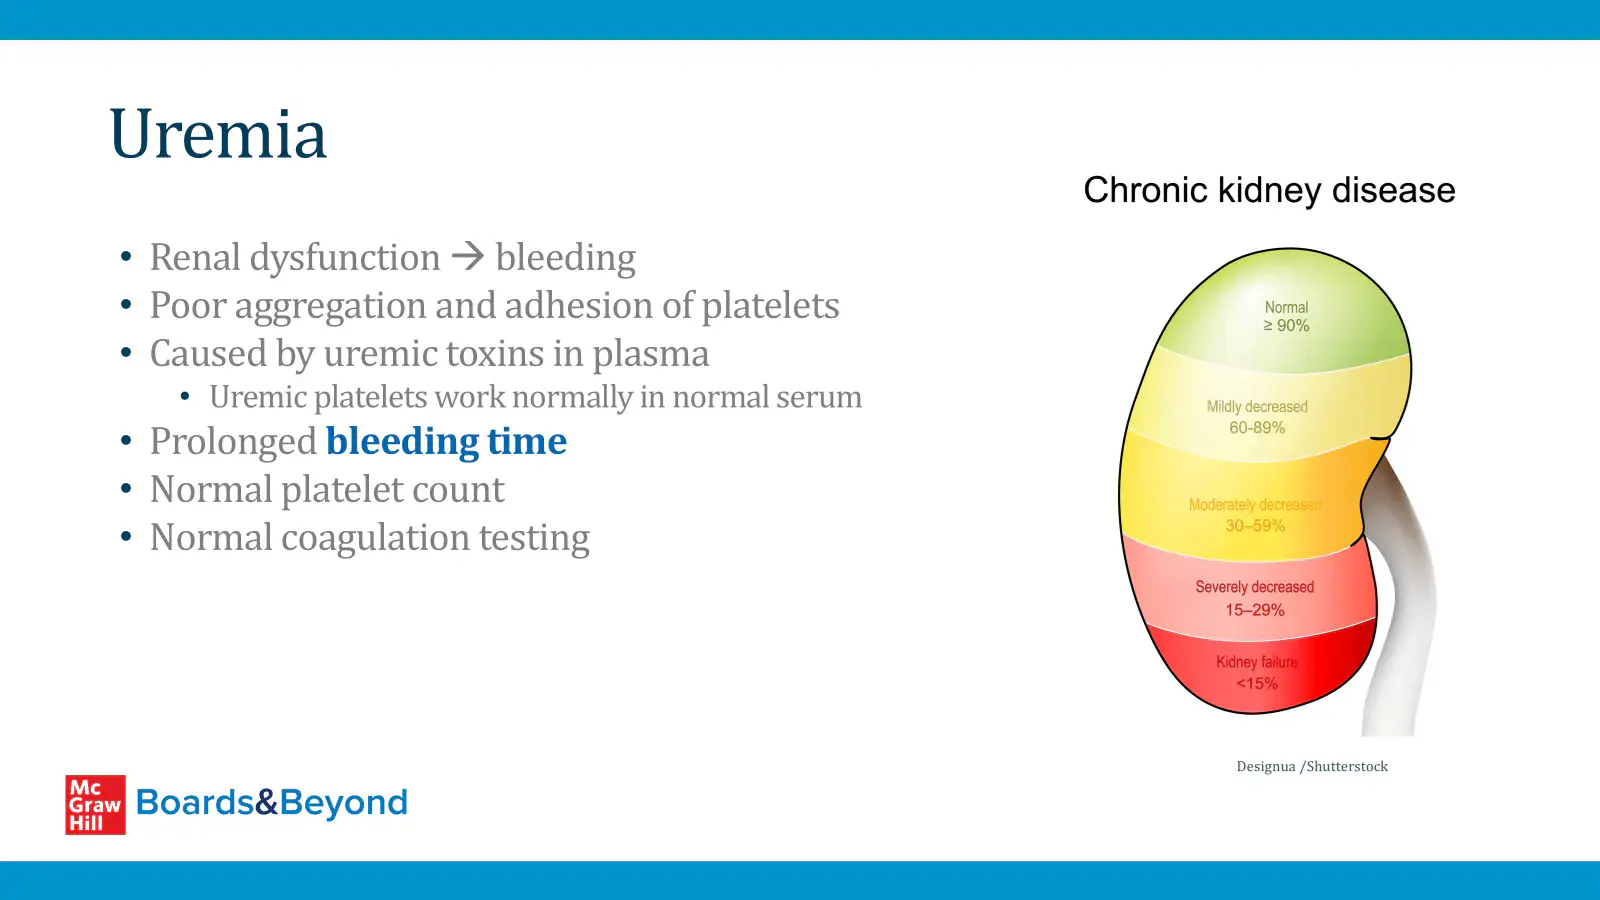 Uremia
• Renal dysfunction → bleeding
• Poor aggregation and adhesion of platelets
• Caused by uremic toxins in plasma
• Uremic platelets work normally in normal serum
• Prolonged bleeding time
• Normal platelet count
• Normal coagulation testing
Chronic kidney disease
Normal
≥ 90%
Mildly decreased
60-89%
Moderately decreased
30–59%
Severely decreased
15–29%
Kidney failure
<15%
Designua /Shutterstock
Mc
Graw
Hill
Boards&Beyond